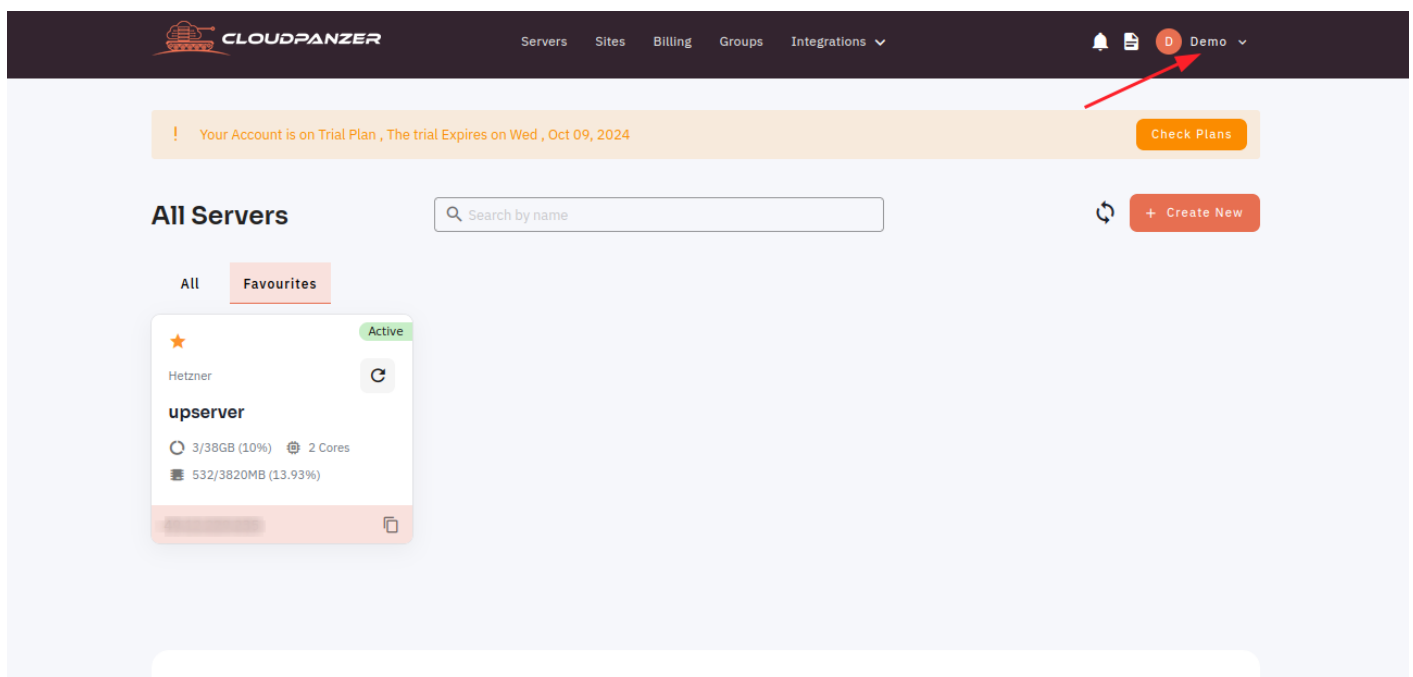 CLOUDPANZER
Servers Sites Billing Groups Integrations
D Demo
! Your Account is on Trial Plan , The trial Expires on Wed , Oct 09, 2024
Check Plans
All Servers
Search by name
+ Create New
All Favourites
Active
Hetzner
upserver
3/38GB (10%) 2 Cores
532/3820MB (13.93%)